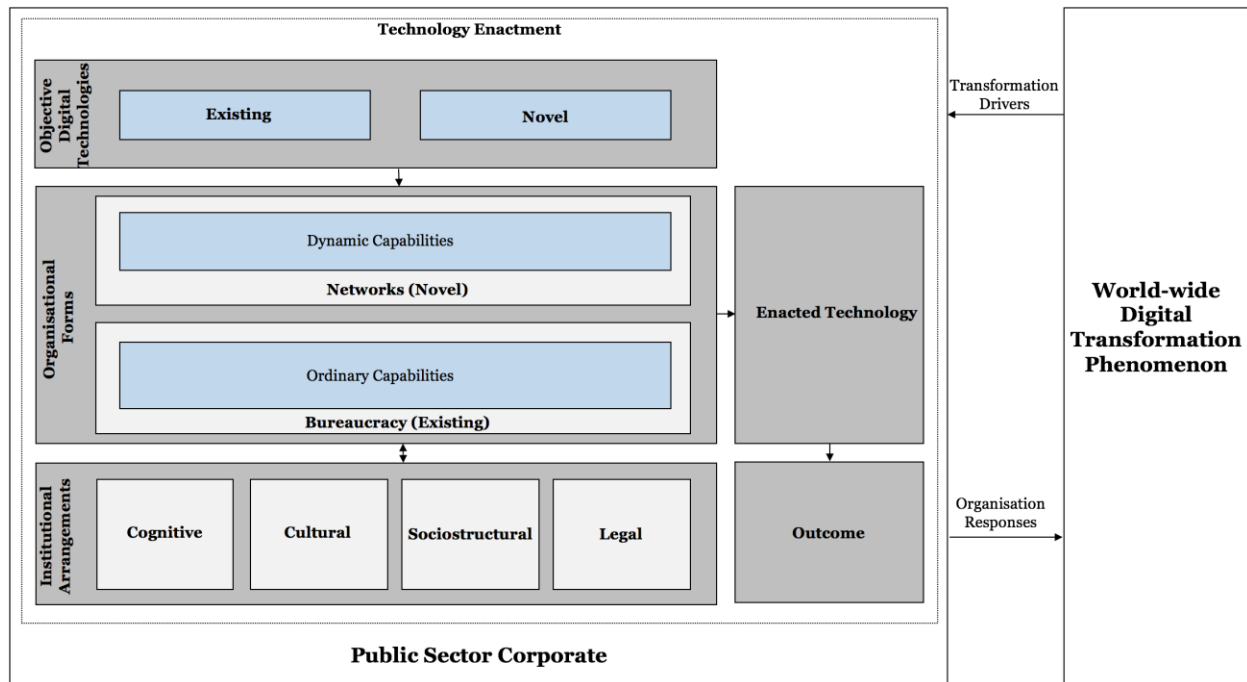 Technology Enactment
Objective
Digital
Technologies
Existing
Novel
Organisational
Forms
Dynamic Capabilities
Networks (Novel)
Ordinary Capabilities
Bureaucracy (Existing)
Enacted Technology
Institutional
Arrangements
Cognitive
Cultural
Sociostructural
Legal
Outcome
Public Sector Corporate
Transformation
Drivers
Organisation
Responses
World-wide
Digital
Transformation
Phenomenon